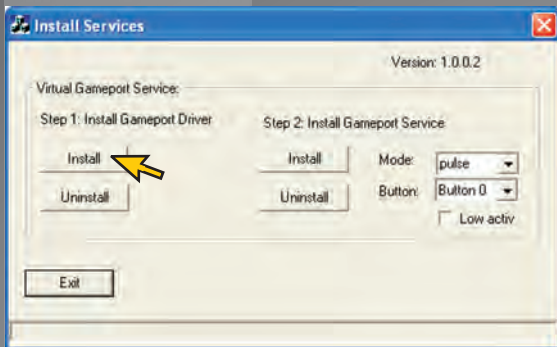 Install Services
Version: 1.0.0.2
Virtual Gameport Service:
Step 1: Install Gameport Driver
Step 2: Install Gameport Service
Install
Install
Mode:
pulse
Uninstall
Uninstall
Button:
Button 0
Low activ
Exit